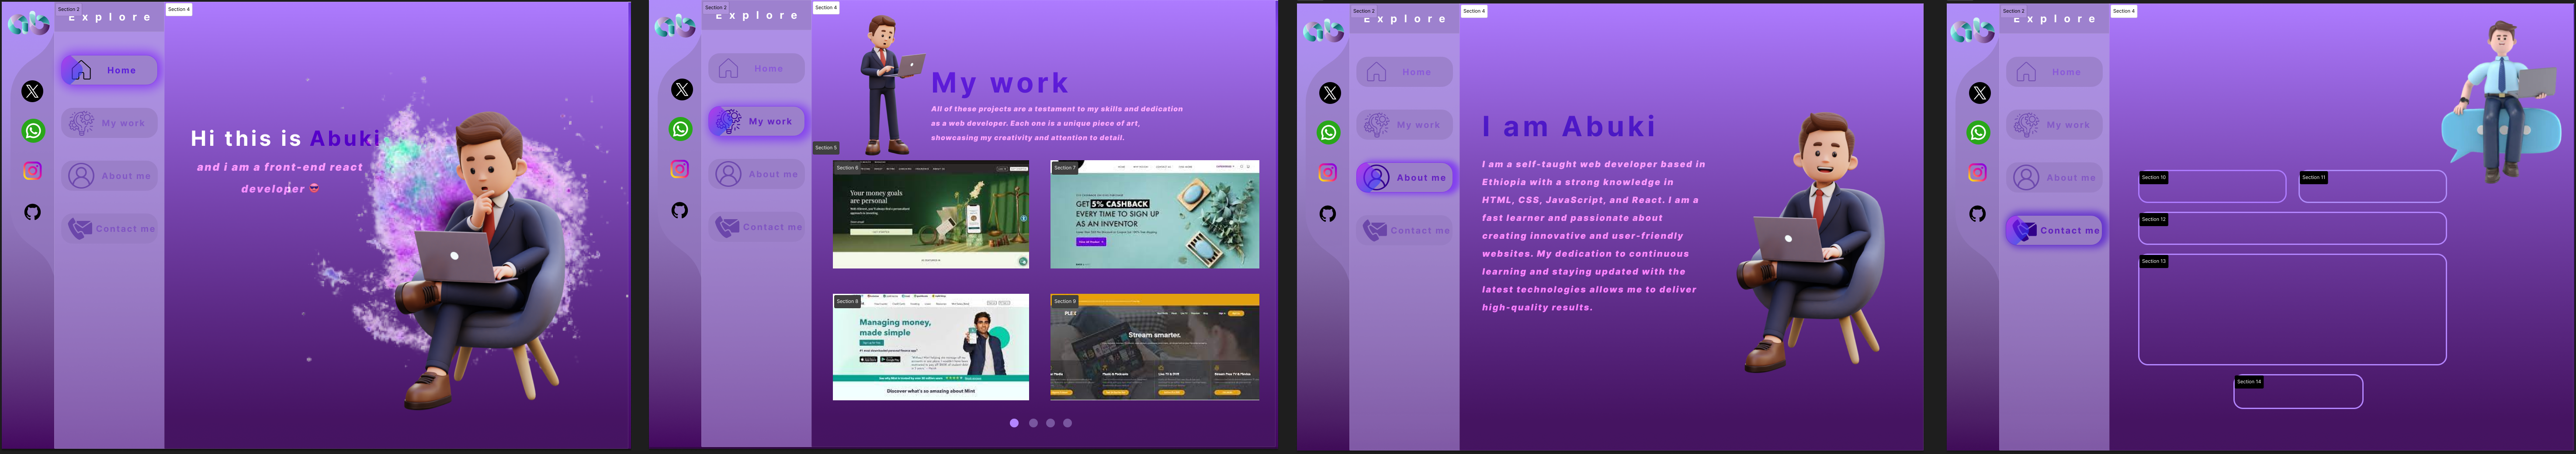 Section 2
Section 4
ab
Explore
Home
My work
About me
Contact me
Hi this is Abuki
and i am a front-end react
developer 😎
Section 2
Section 4
Explore
Home
My work
About me
Contact me
My work
All of these projects are a testament to my skills and dedication
as a web developer. Each one is a unique piece of art,
showcasing my creativity and attention to detail.
Section 5
Section 6
Your money goals
are personal
Section 7
GET 5% CASHBACK
EVERY TIME TO SIGN UP
AS AN INVENTOR
Section 8
Managing money,
made simple
Discover what's so amazing about Mint
Section 9
Stream smarter.
Section 2
Section 4
Explore
Home
My work
About me
Contact me
I am Abuki
I am a self-taught web developer based in
Ethiopia with a strong knowledge in
HTML, CSS, JavaScript, and React. I am a
fast learner and passionate about
creating innovative and user-friendly
websites. My dedication to continuous
learning and staying updated with the
latest technologies allows me to deliver
high-quality results.
Section 2
Section 4
Explore
Home
My work
About me
Contact me
Section 10
Section 11
Section 12
Section 13
Section 14